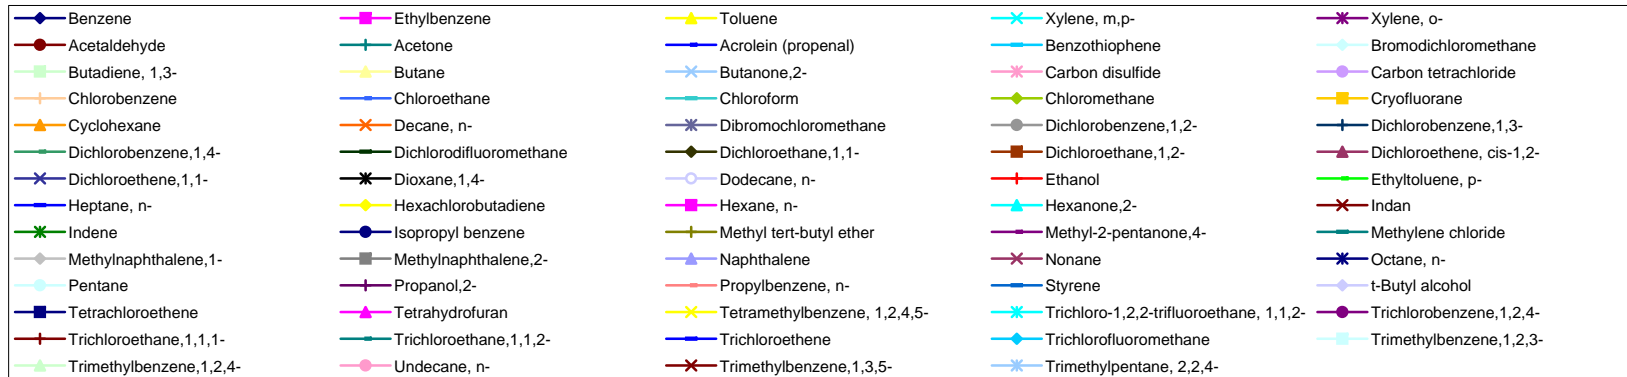 Benzene Ethylbenzene Toluene Xylene, m,p- Xylene, o-
Acetaldehyde Acetone Acrolein (propenal) Benzothiophene Bromodichloromethane
Butadiene, 1,3- Butane Butanone,2- Carbon disulfide Carbon tetrachloride
Chlorobenzene Chloroethane Chloroform Chloromethane Cryofluorane
Cyclohexane Decane, n- Dibromochloromethane Dichlorobenzene,1,2- Dichlorobenzene,1,3-
Dichlorobenzene,1,4- Dichlorodifluoromethane Dichloroethane,1,1- Dichloroethane,1,2- Dichloroethene, cis-1,2-
Dichloroethene,1,1- Dioxane,1,4- Dodecane, n- Ethanol Ethyltoluene, p-
Heptane, n- Hexachlorobutadiene Hexane, n- Hexanone,2- Indan
Indene Isopropyl benzene Methyl tert-butyl ether Methyl-2-pentanone,4- Methylene chloride
Methylnaphthalene,1- Methylnaphthalene,2- Naphthalene Nonane Octane, n-
Pentane Propanol,2- Propylbenzene, n- Styrene t-Butyl alcohol
Tetrachloroethene Tetrahydrofuran Tetramethylbenzene, 1,2,4,5- Trichloro-1,2,2-trifluoroethane, 1,1,2- Trichlorobenzene,1,2,4-
Trichloroethane,1,1,1- Trichloroethane,1,1,2- Trichloroethene Trichlorofluoromethane Trimethylbenzene,1,2,3-
Trimethylbenzene,1,2,4- Undecane, n- Trimethylbenzene,1,3,5- Trimethylpentane, 2,2,4-